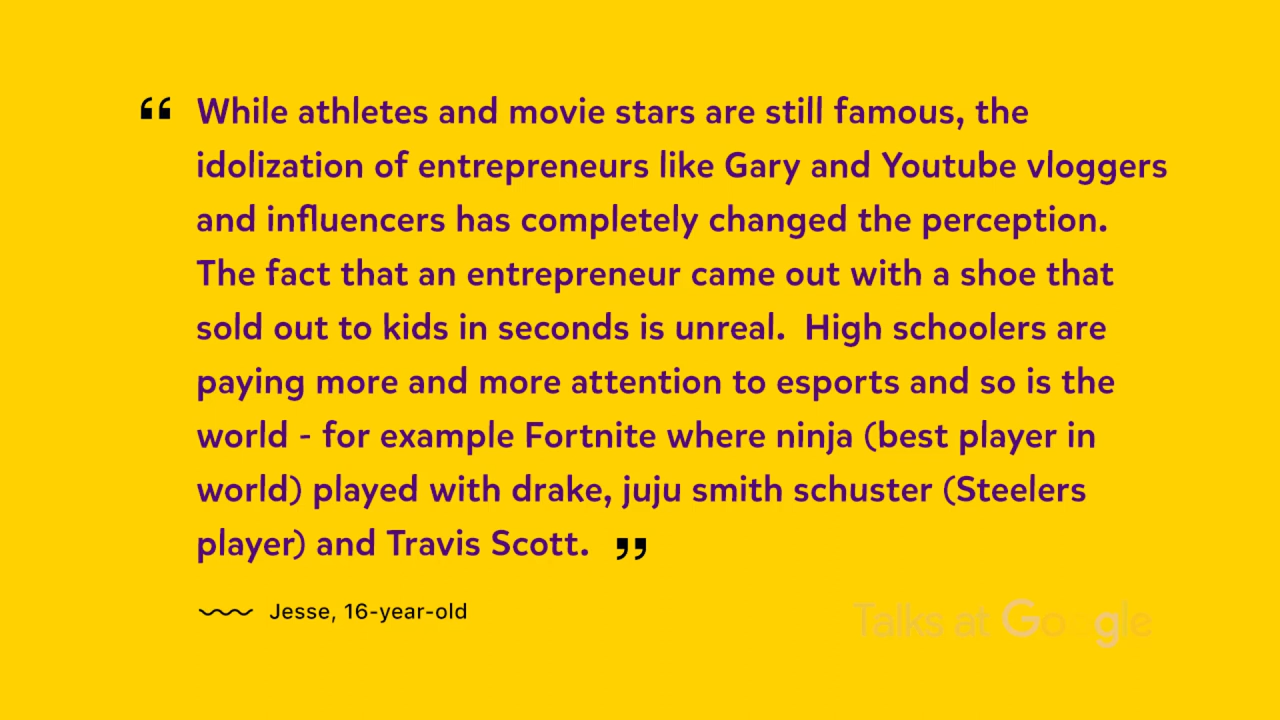 “ While athletes and movie stars are still famous, the
idolization of entrepreneurs like Gary and Youtube vloggers
and influencers has completely changed the perception.
The fact that an entrepreneur came out with a shoe that
sold out to kids in seconds is unreal.  High schoolers are
paying more and more attention to esports and so is the
world - for example Fortnite where ninja (best player in
world) played with drake, juju smith schuster (Steelers
player) and Travis Scott. ”
Jesse, 16-year-old
Talks at Google